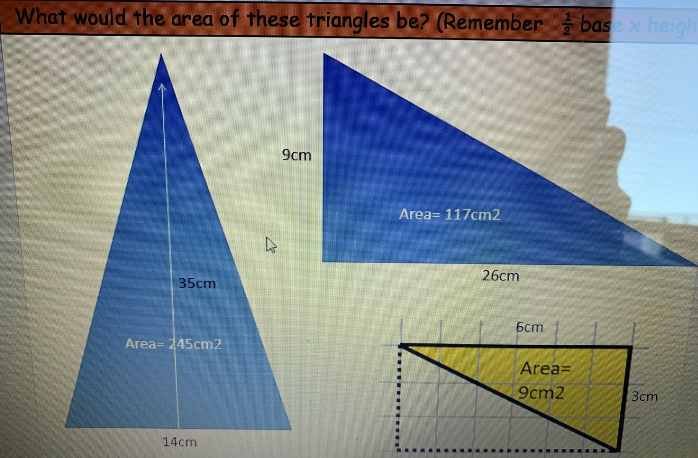 What would the area of these triangles be? (Remember ½ base x heigh
9cm
Area= 117cm2
26cm
35cm
Area= 245cm2
14cm
6cm
Area=
9cm2
3cm